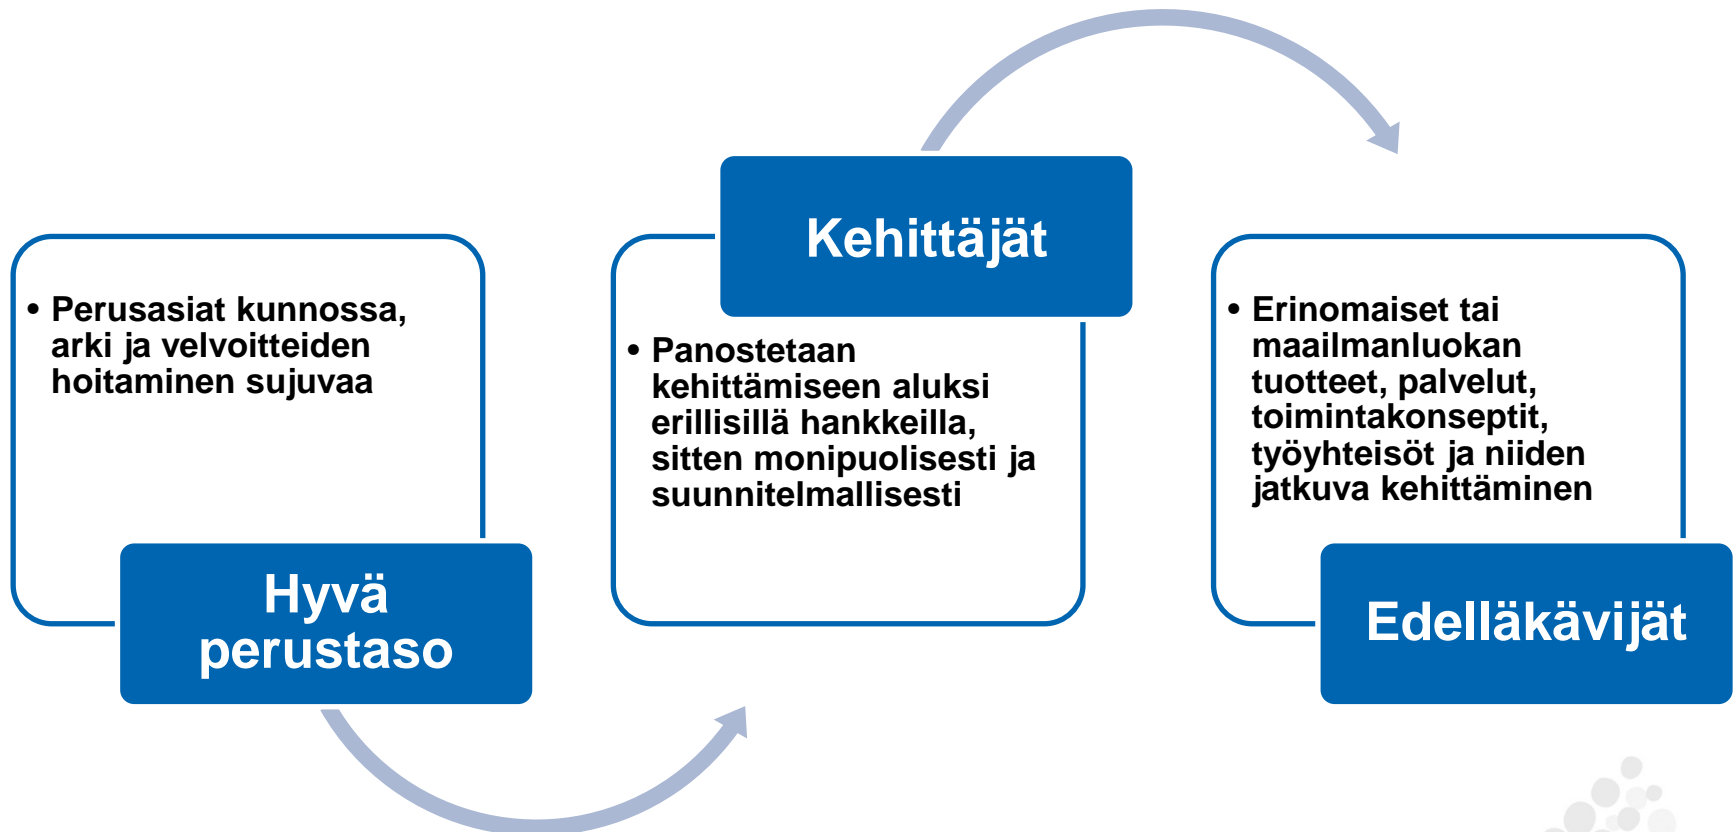 • Perusasiat kunnossa,
arki ja velvoitteiden
hoitaminen sujuvaa
Hyvä
perustaso
Kehittäjät
• Panostetaan
kehittämiseen aluksi
erillisillä hankkeilla,
sitten monipuolisesti ja
suunnitelmallisesti
• Erinomaiset tai
maailmanluokan
tuotteet, palvelut,
toimintakonseptit,
työyhteisöt ja niiden
jatkuva kehittäminen
Edelläkävijät